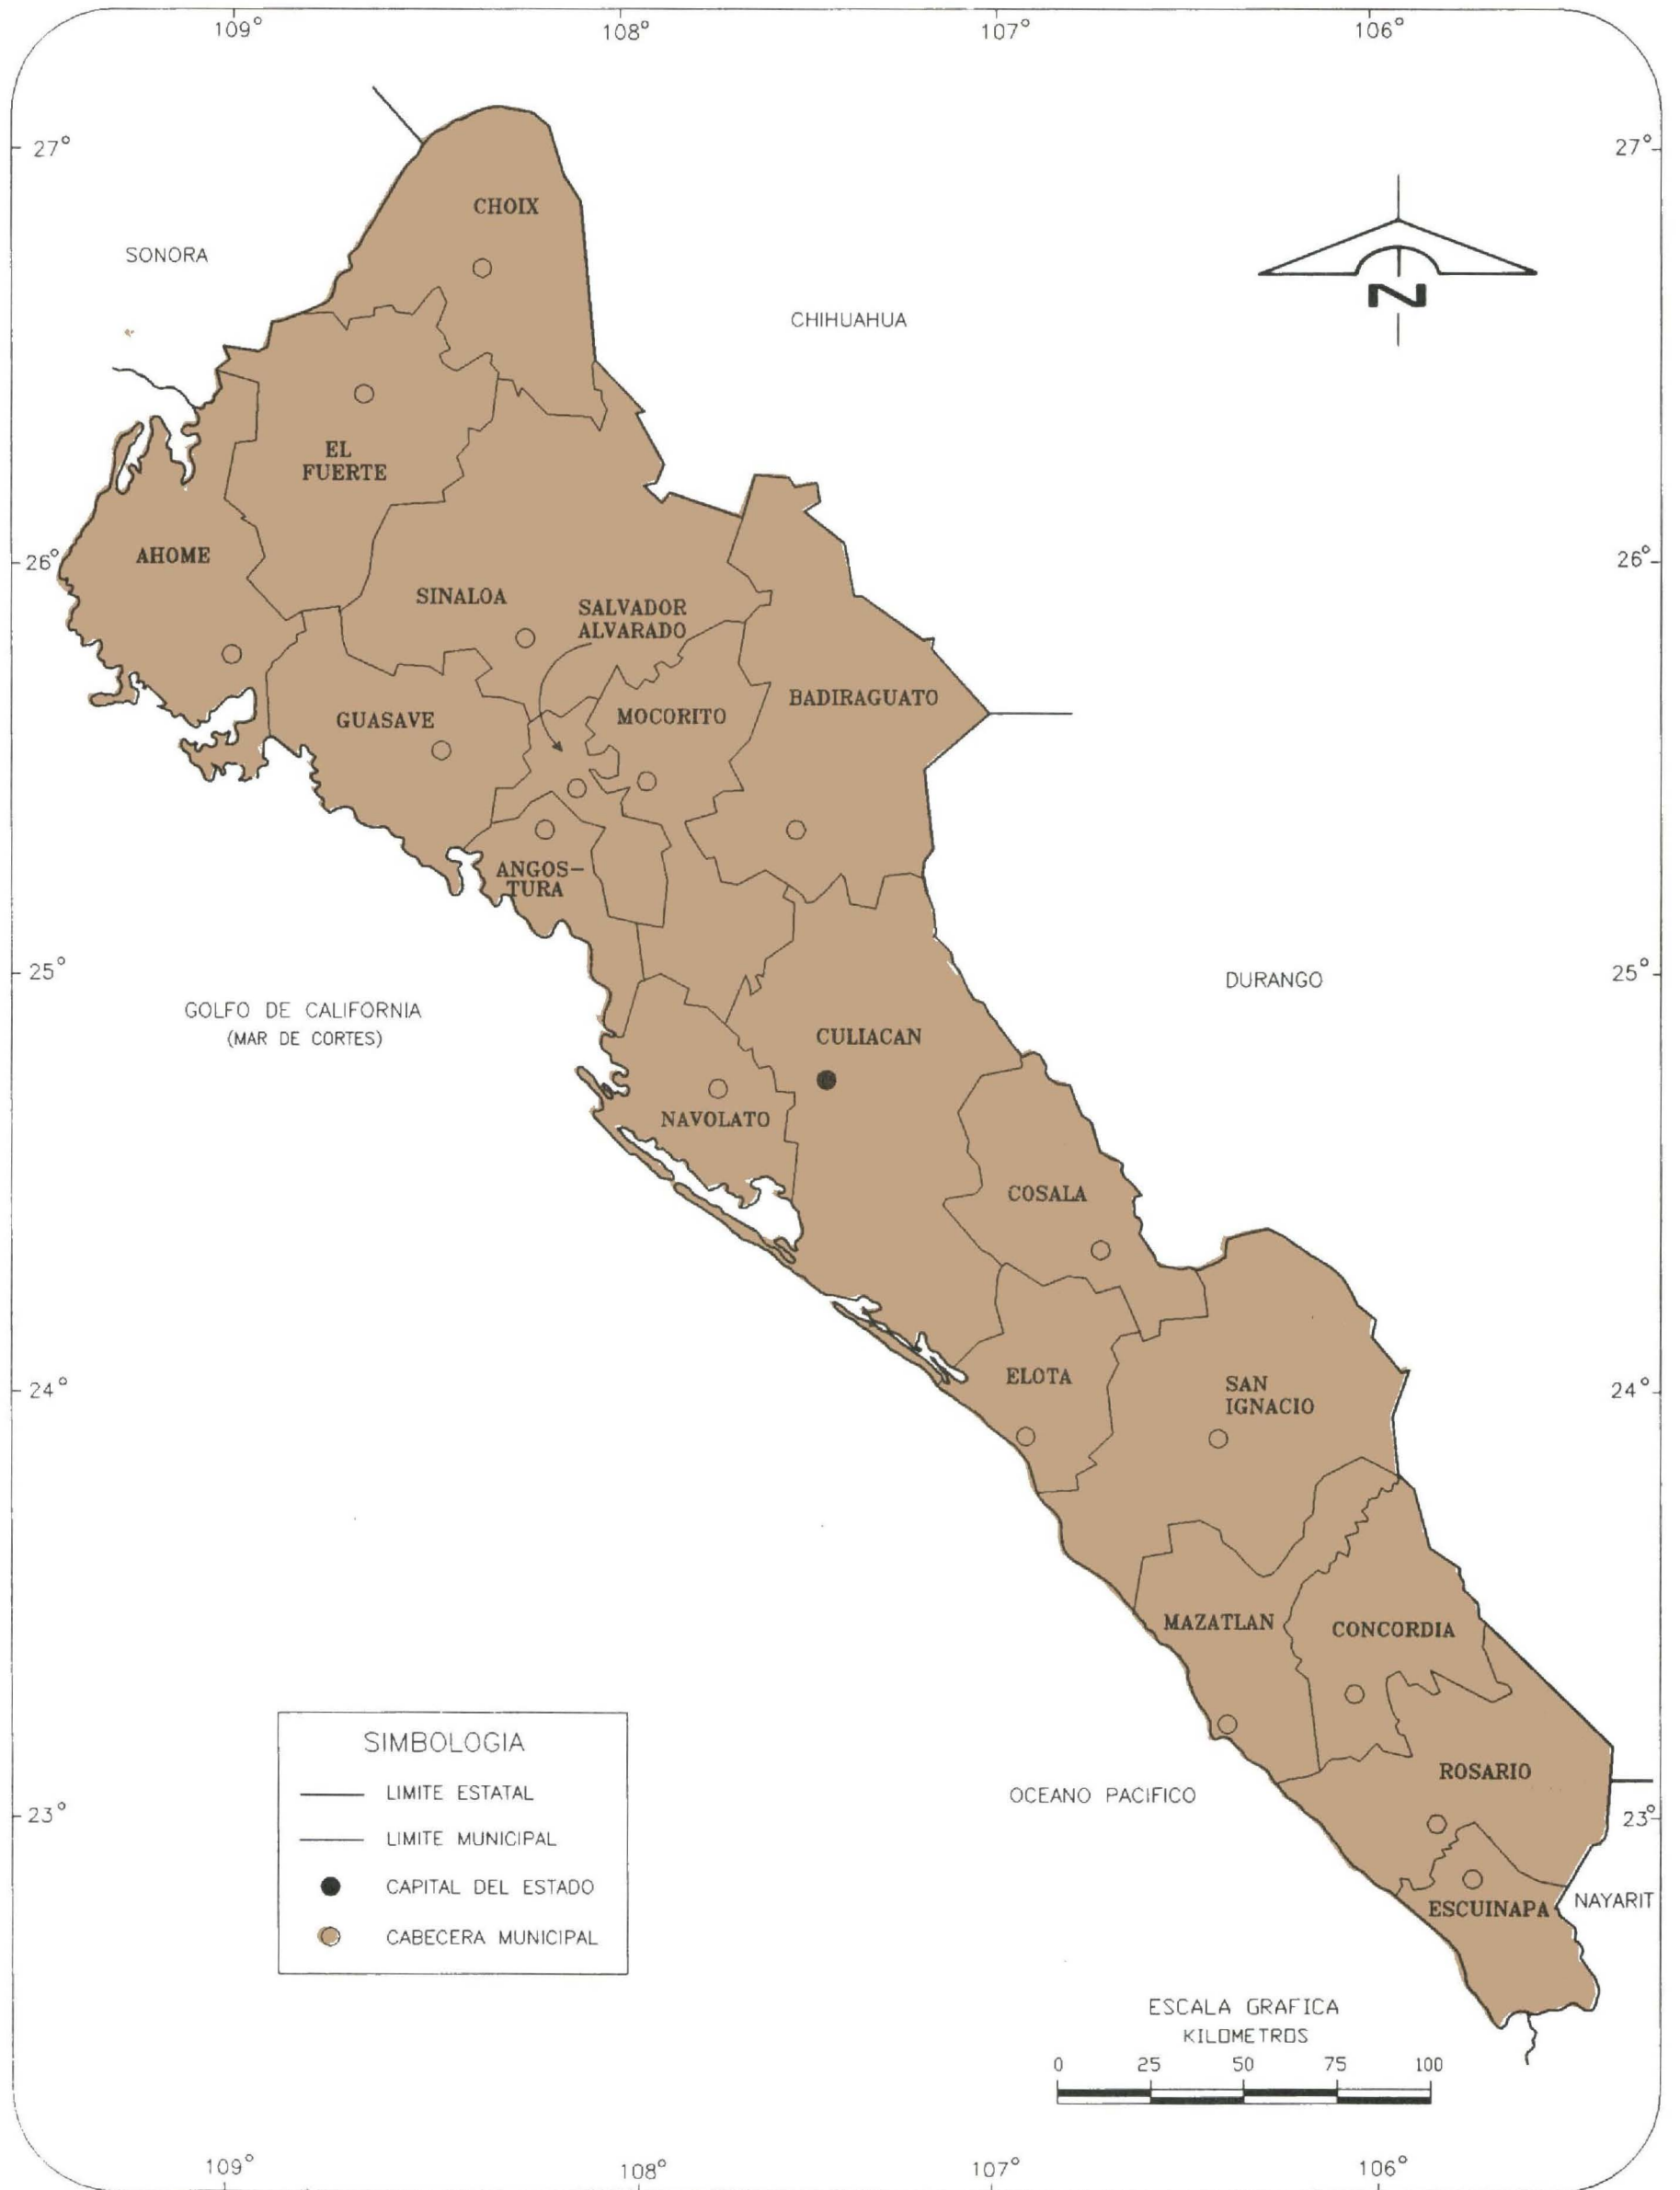 109° 108° 107° 106°
27° 27°
CHOIX
SONORA
N
CHIHUAHUA
EL
FUERTE
AHOME
26° 26°
SINALOA
SALVADOR
ALVARADO
BADIRAGUATO
GUASAVE
MOCORITO
ANGOS-
TURA
25° 25°
DURANGO
GOLFO DE CALIFORNIA
(MAR DE CORTES)
CULIACAN
NAVOLATO
COSALA
ELOTA
24° 24°
SAN
IGNACIO
MAZATLAN
CONCORDIA
SIMBOLOGIA
LIMITE ESTATAL
LIMITE MUNICIPAL
CAPITAL DEL ESTADO
CABECERA MUNICIPAL
ROSARIO
OCEANO PACIFICO
23° 23°
ESCUINAPA
NAYARIT
ESCALA GRAFICA
KILOMETROS
0 25 50 75 100
109° 108° 107° 106°